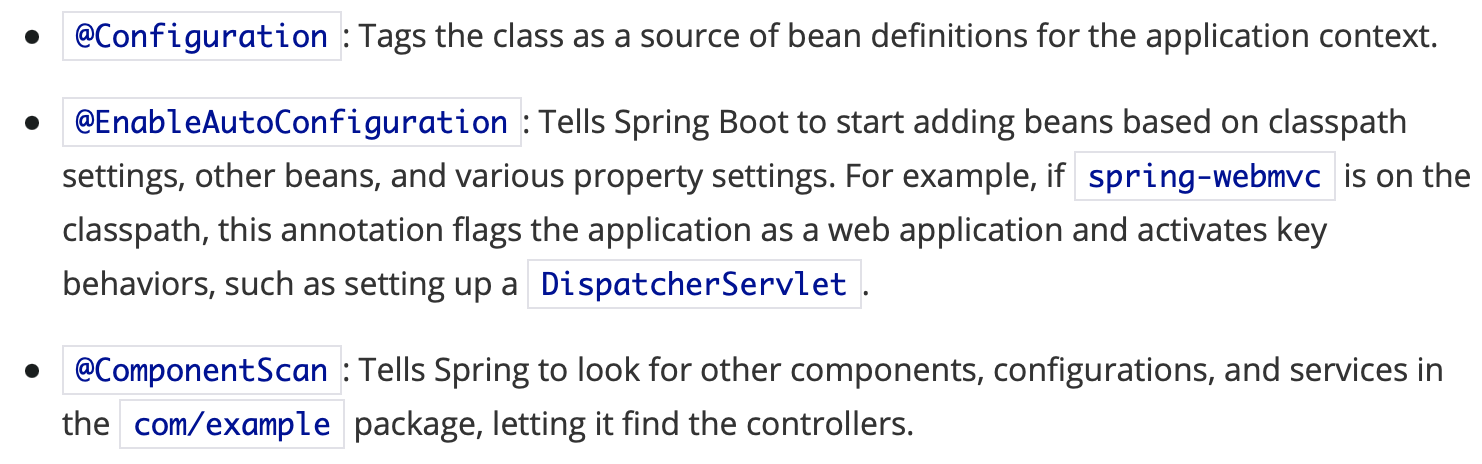 • @Configuration : Tags the class as a source of bean definitions for the application context.
• @EnableAutoConfiguration : Tells Spring Boot to start adding beans based on classpath
settings, other beans, and various property settings. For example, if spring-webmvc is on the
classpath, this annotation flags the application as a web application and activates key
behaviors, such as setting up a DispatcherServlet .
• @ComponentScan : Tells Spring to look for other components, configurations, and services in
the com/example package, letting it find the controllers.